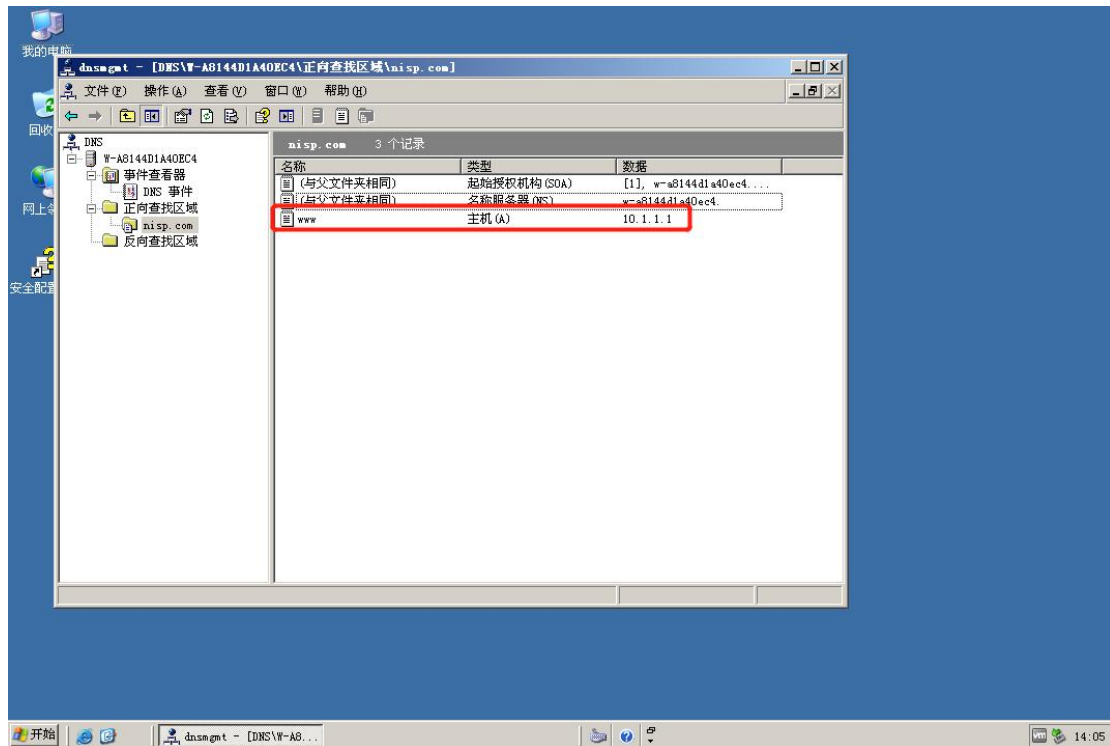 我的电脑
dnsmgmt - [DNS\W-A8144D1A40EC4\正向查找区域\nisp.com]
文件(F) 操作(A) 查看(V) 窗口(W) 帮助(H)
回收
DNS
W-A8144D1A40EC4
事件查看器
DNS 事件
正向查找区域
nisp.com
反向查找区域
nisp.com 3 个记录
名称 类型 数据
(与父文件夹相同) 起始授权机构(SOA) [1], w-a8144d1a40ec4....
(与父文件夹相同) 名称服务器(NS) w-a8144d1a40ec4.
www 主机(A) 10.1.1.1
网上
安全配置
开始
dnsmgmt - [DNS\W-A8...
14:05